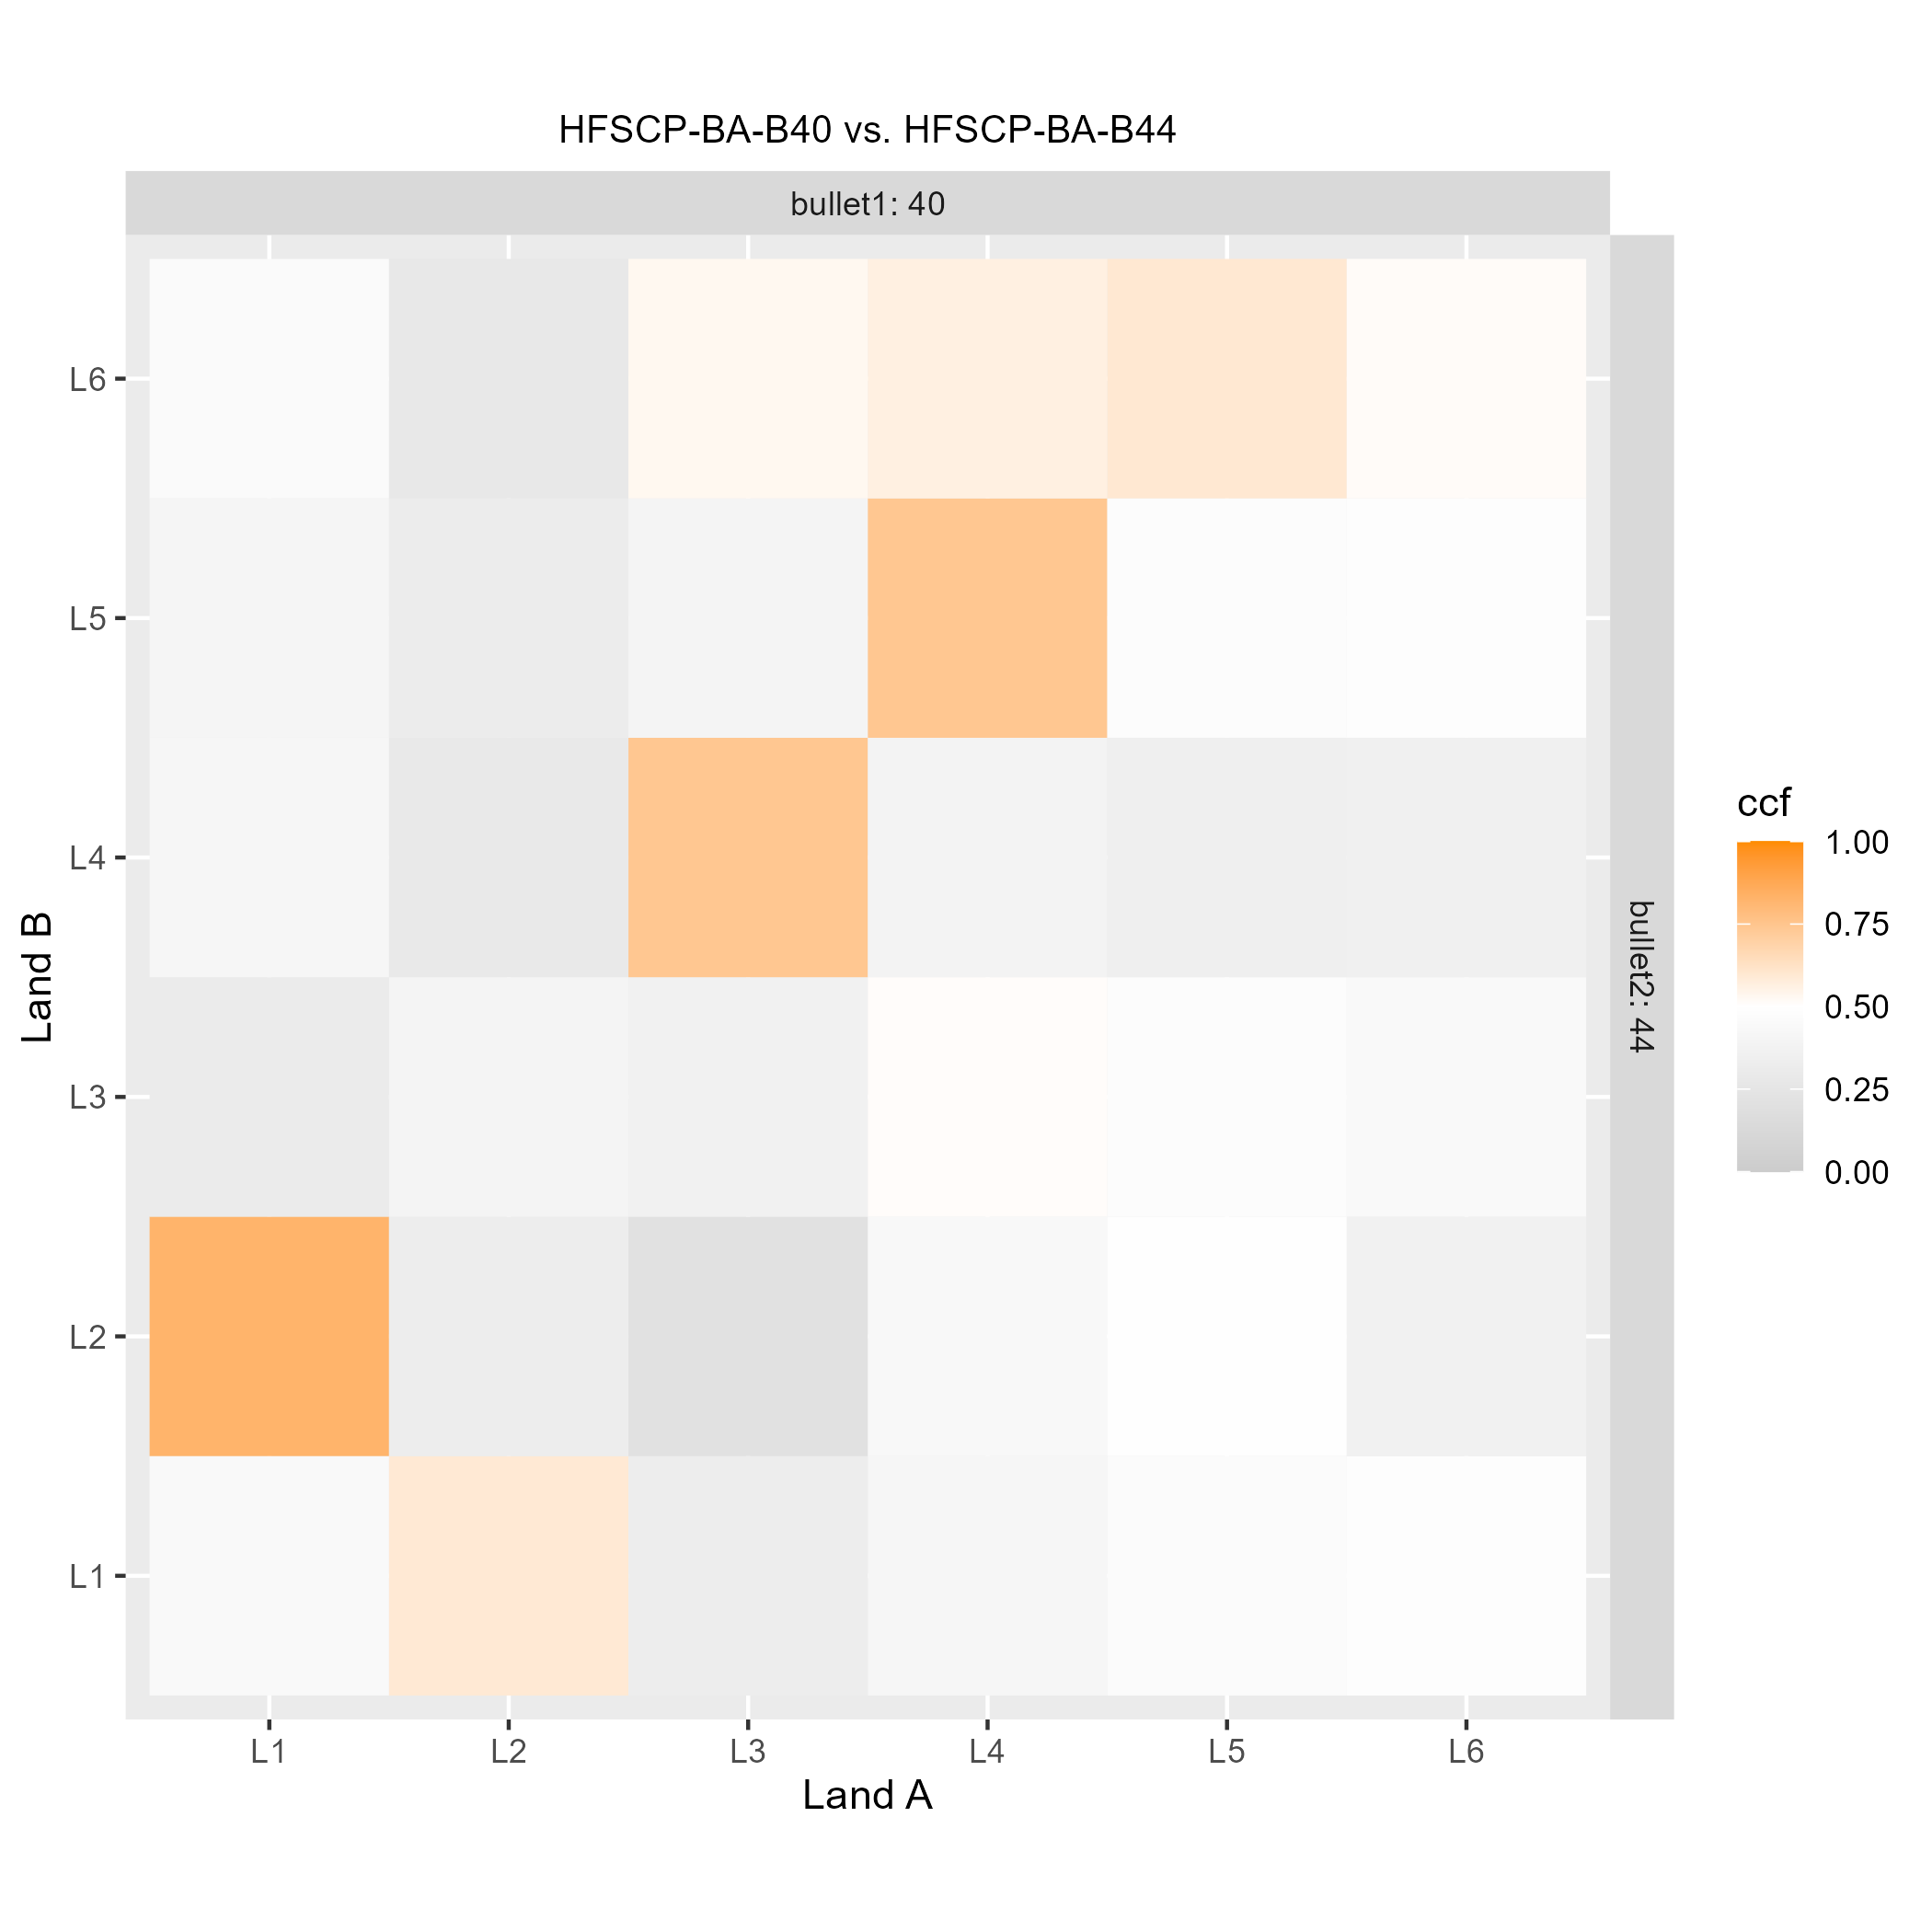 HFSCP-BA-B40 vs. HFSCP-BA-B44
bullet1: 40
L6
L5
L4
L3
L2
L1
Land B
L1 L2 L3 L4 L5 L6
Land A
bullet2: 44
ccf
1.00
0.75
0.50
0.25
0.00